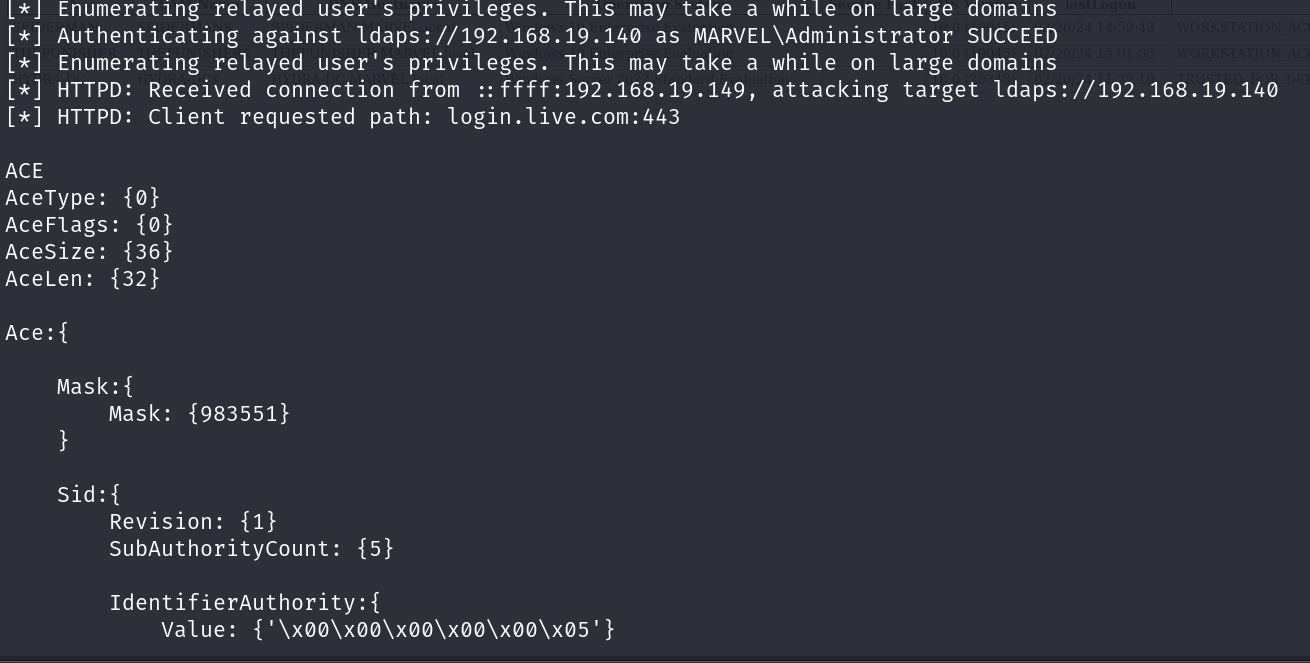 [*] Enumerating relayed user's privileges. This may take a while on large domains
[*] Authenticating against ldaps://192.168.19.140 as MARVEL\Administrator SUCCEED
[*] Enumerating relayed user's privileges. This may take a while on large domains
[*] HTTPD: Received connection from ::ffff:192.168.19.149, attacking target ldaps://192.168.19.140
[*] HTTPD: Client requested path: login.live.com:443
ACE
AceType: {0}
AceFlags: {0}
AceSize: {36}
AceLen: {32}
Ace:{
Mask:{
Mask: {983551}
}
Sid:{
Revision: {1}
SubAuthorityCount: {5}
IdentifierAuthority:{
Value: {'\x00\x00\x00\x00\x00\x05'}